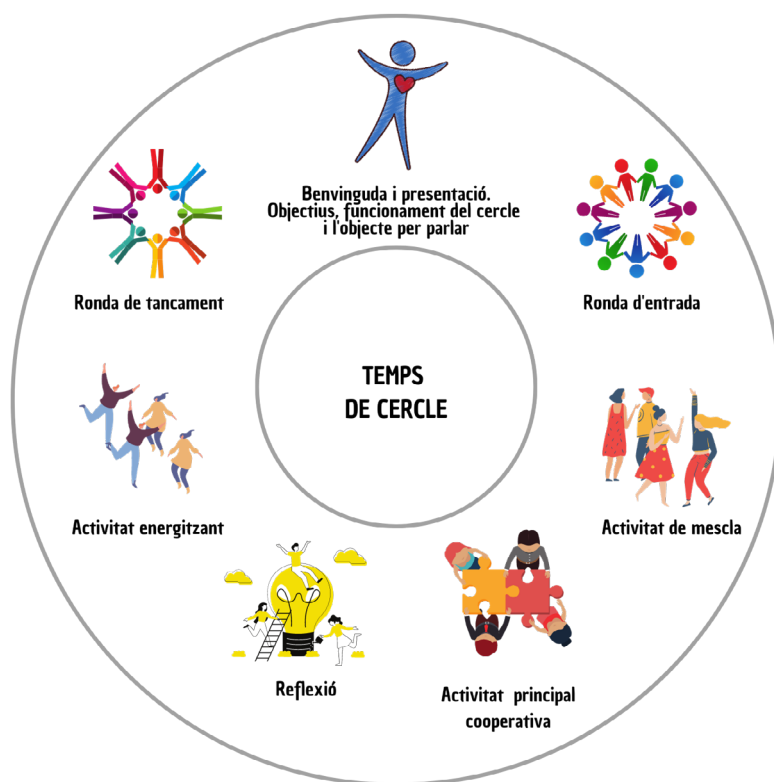 Benvinguda i presentació.
Objectius, funcionament del cercle
i l'objecte per parlar
Ronda d'entrada
Activitat de mescla
Activitat principal
cooperativa
Reflexió
Activitat energitzant
Ronda de tancament
TEMPS
DE CERCLE